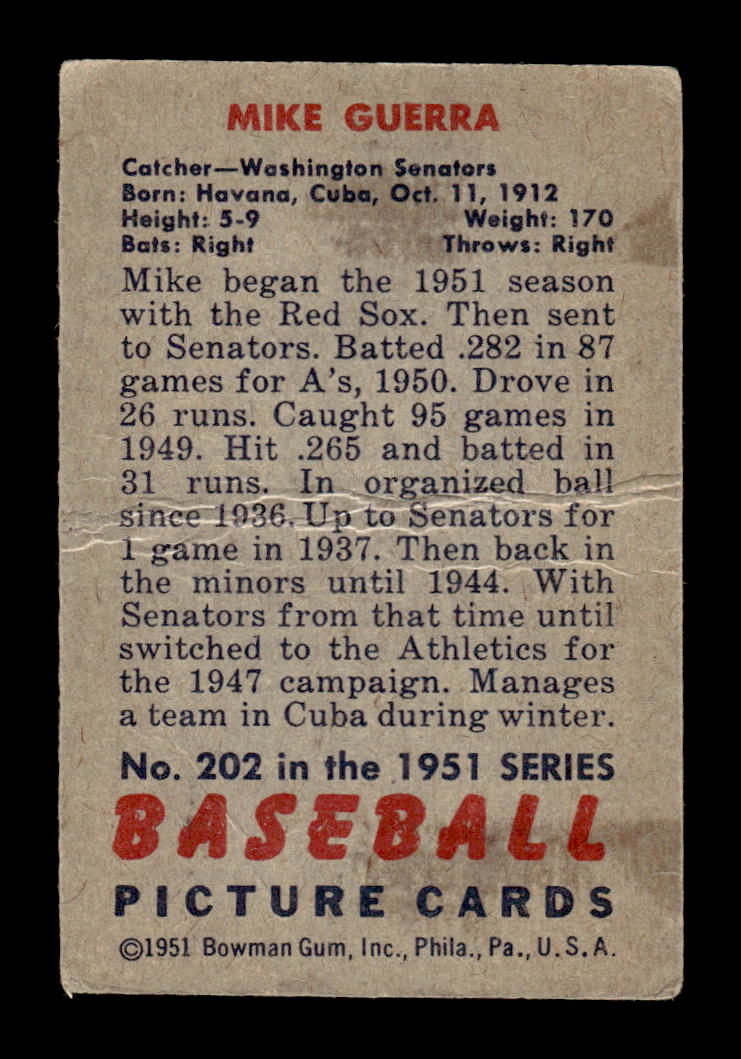 MIKE GUERRA
Catcher—Washington Senators
Born: Havana, Cuba, Oct. 11, 1912
Height: 5-9 Weight: 170
Bats: Right Throws: Right
Mike began the 1951 season
with the Red Sox. Then sent
to Senators. Batted .282 in 87
games for A's, 1950. Drove in
26 runs. Caught 95 games in
1949. Hit .265 and batted in
31 runs. In organized ball
since 1936. Up to Senators for
1 game in 1937. Then back in
the minors until 1944. With
Senators from that time until
switched to the Athletics for
the 1947 campaign. Manages
a team in Cuba during winter.
No. 202 in the 1951 SERIES
BASEBALL
PICTURE CARDS
©1951 Bowman Gum, Inc., Phila., Pa., U.S.A.